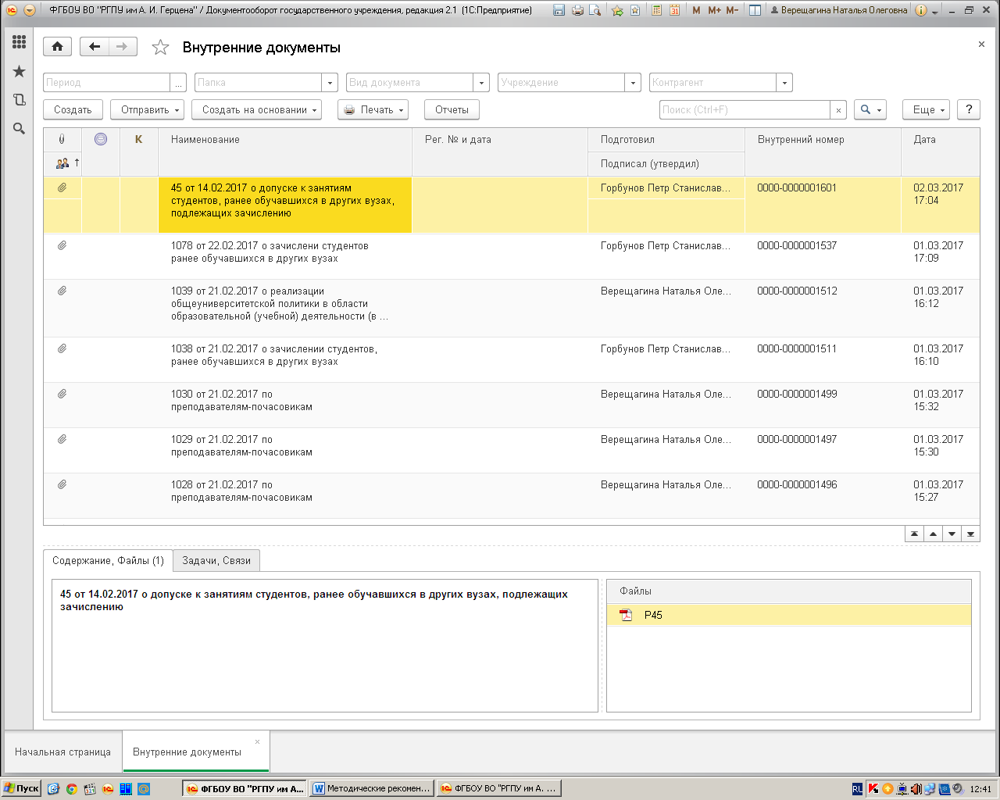 ФГБОУ ВО "РГПУ им А. И. Герцена" / Документооборот государственного учреждения, редакция 2.1 (1С:Предприятие)
M M+ M-
Верещагина Наталья Олеговна
Внутренние документы
Период ...
Папка
Вид документа
Учреждение
Контрагент
Создать
Отправить
Создать на основании
Печать
Отчеты
Поиск (Ctrl+F)
Еще
?
К
Наименование
Рег. № и дата
Подготовил
Подписал (утвердил)
Внутренний номер
Дата
45 от 14.02.2017 о допуске к занятиям
студентов, ранее обучавшихся в других вузах,
подлежащих зачислению
Горбунов Петр Станислав...
0000-0000001601
02.03.2017
17:04
1078 от 22.02.2017 о зачислени студентов
ранее обучавшихся в других вузах
Горбунов Петр Станислав...
0000-0000001537
01.03.2017
17:09
1039 от 21.02.2017 о реализации
общеуниверситетской политики в области
образовательной (учебной) деятельности (в ...
Верещагина Наталья Оле...
0000-0000001512
01.03.2017
16:12
1038 от 21.02.2017 о зачислении студентов,
ранее обучавшихся в других вузах
Горбунов Петр Станислав...
0000-0000001511
01.03.2017
16:10
1030 от 21.02.2017 по
преподавателям-почасовикам
Верещагина Наталья Оле...
0000-0000001499
01.03.2017
15:32
1029 от 21.02.2017 по
преподавателям-почасовикам
Верещагина Наталья Оле...
0000-0000001497
01.03.2017
15:30
1028 от 21.02.2017 по
преподавателям-почасовикам
Верещагина Наталья Оле...
0000-0000001496
01.03.2017
15:27
Содержание, Файлы (1)
Задачи, Связи
45 от 14.02.2017 о допуске к занятиям студентов, ранее обучавшихся в других вузах, подлежащих
зачислению
Файлы
Р45
Начальная страница
Внутренние документы
Пуск
ФГБОУ ВО "РГПУ им А...
Методические рекомен...
ФГБОУ ВО "РГПУ им А. ...
RU
12:41